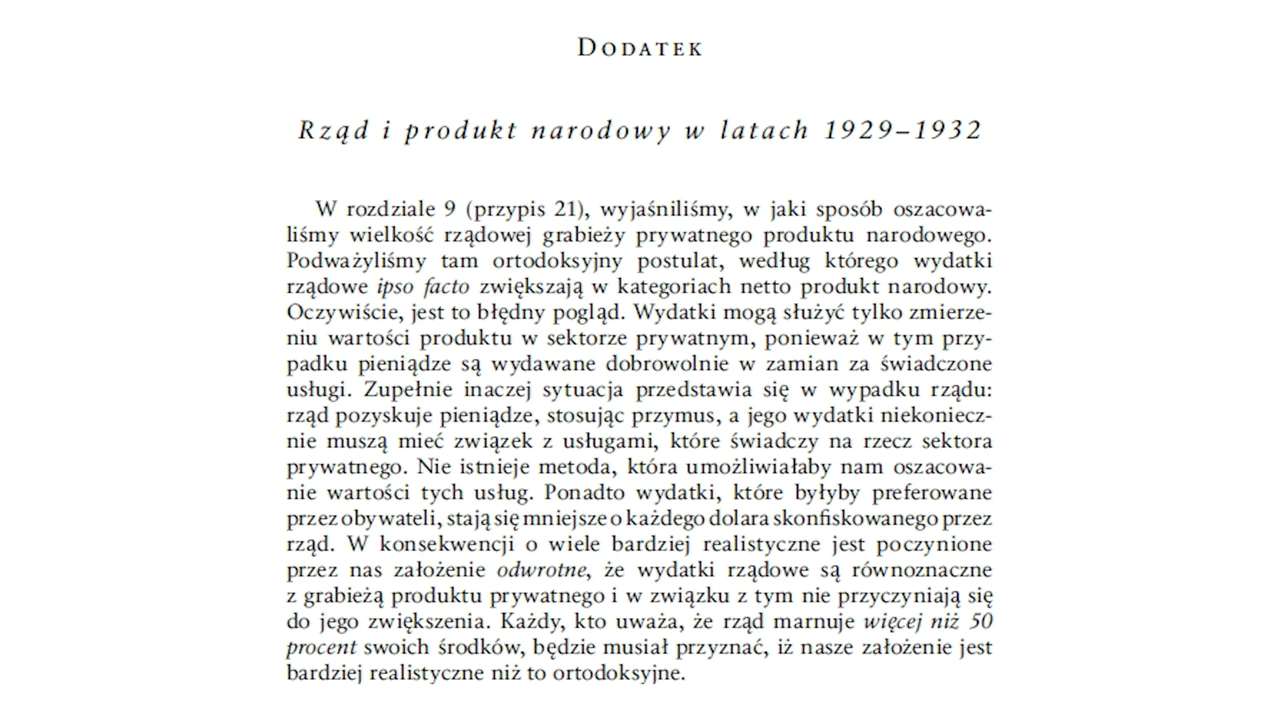 DODATEK
Rząd i produkt narodowy w latach 1929–1932
W rozdziale 9 (przypis 21), wyjaśniliśmy, w jaki sposób oszacowa-
liśmy wielkość rządowej grabieży prywatnego produktu narodowego.
Podważyliśmy tam ortodoksyjny postulat, według którego wydatki
rządowe ipso facto zwiększają w kategoriach netto produkt narodowy.
Oczywiście, jest to błędny pogląd. Wydatki mogą służyć tylko zmierze-
niu wartości produktu w sektorze prywatnym, ponieważ w tym przy-
padku pieniądze są wydawane dobrowolnie w zamian za świadczone
usługi. Zupełnie inaczej sytuacja przedstawia się w wypadku rządu:
rząd pozyskuje pieniądze, stosując przymus, a jego wydatki niekoniecz-
nie muszą mieć związek z usługami, które świadczy na rzecz sektora
prywatnego. Nie istnieje metoda, która umożliwiałaby nam oszacowa-
nie wartości tych usług. Ponadto wydatki, które byłyby preferowane
przez obywateli, stają się mniejsze o każdego dolara skonfiskowanego przez
rząd. W konsekwencji o wiele bardziej realistyczne jest poczynione
przez nas założenie odwrotne, że wydatki rządowe są równoznaczne
z grabieżą produktu prywatnego i w związku z tym nie przyczyniają się
do jego zwiększenia. Każdy, kto uważa, że rząd marnuje więcej niż 50
procent swoich środków, będzie musiał przyznać, iż nasze założenie jest
bardziej realistyczne niż to ortodoksyjne.